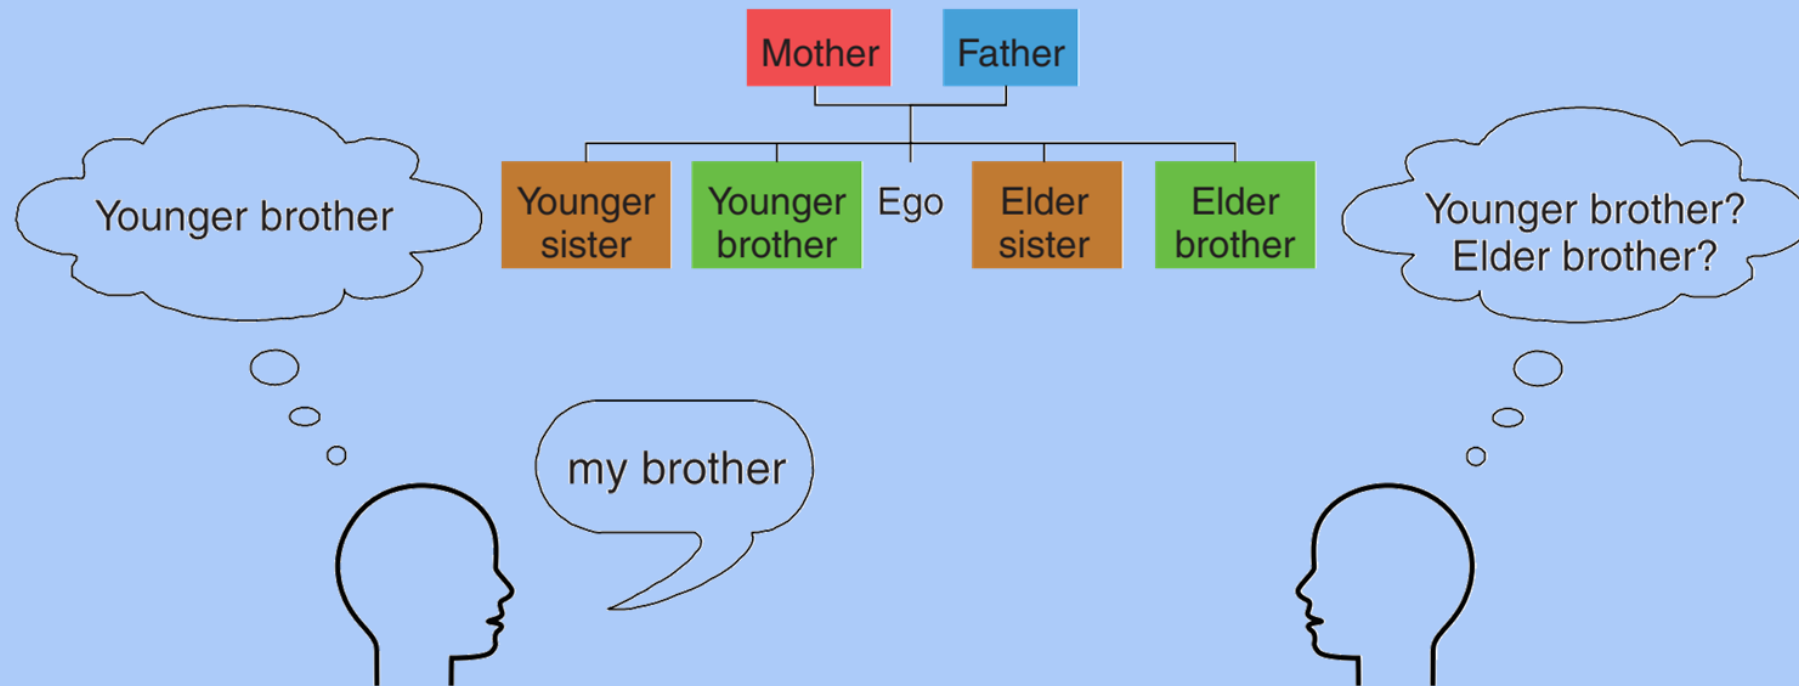 Mother
Father
Younger brother
Younger
sister
Younger
brother
Ego
Elder
sister
Elder
brother
Younger brother?
Elder brother?
my brother